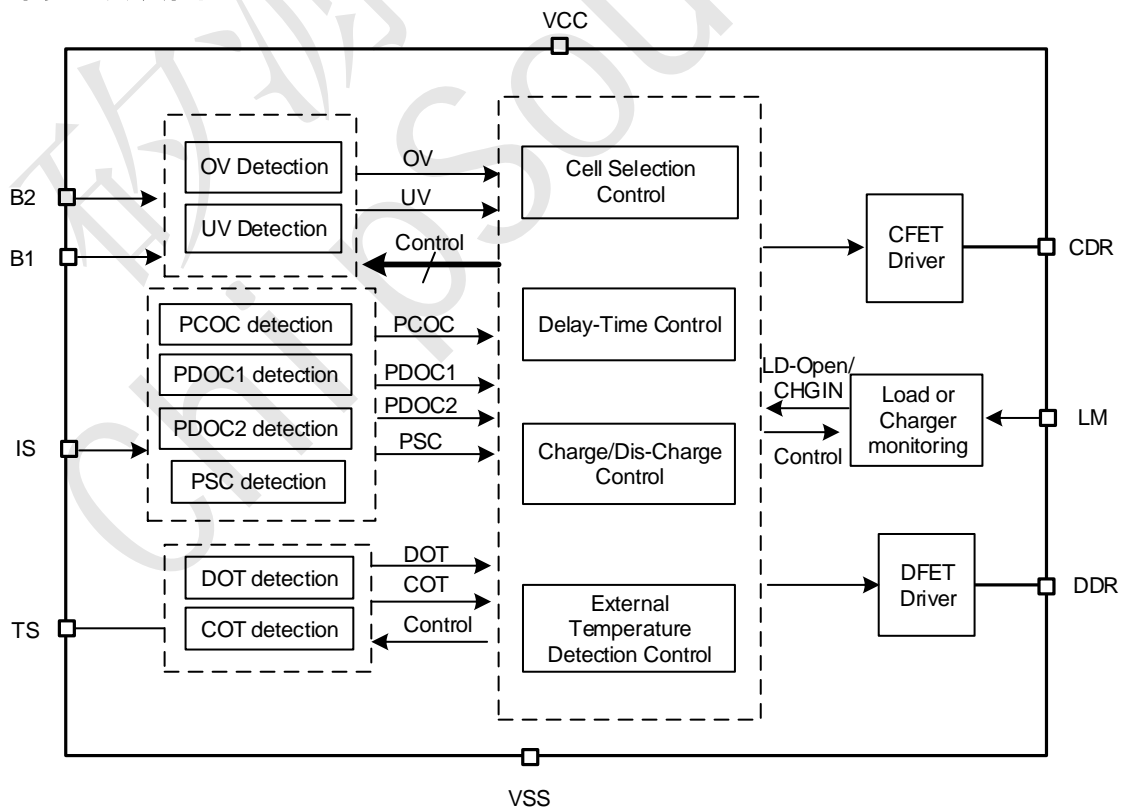 VCC
OV Detection
UV Detection
OV
UV
Control
Cell Selection
Control
B2
B1
CFET
Driver
CDR
PCOC detection
PDOC1 detection
PDOC2 detection
PSC detection
PCOC
PDOC1
PDOC2
PSC
Delay-Time Control
LD-Open/
CHGIN
Control
Load or
Charger
monitoring
LM
IS
Charge/Dis-Charge
Control
DOT detection
COT detection
DOT
COT
Control
External
Temperature
Detection Control
DFET
Driver
DDR
TS
VSS
Chipsou